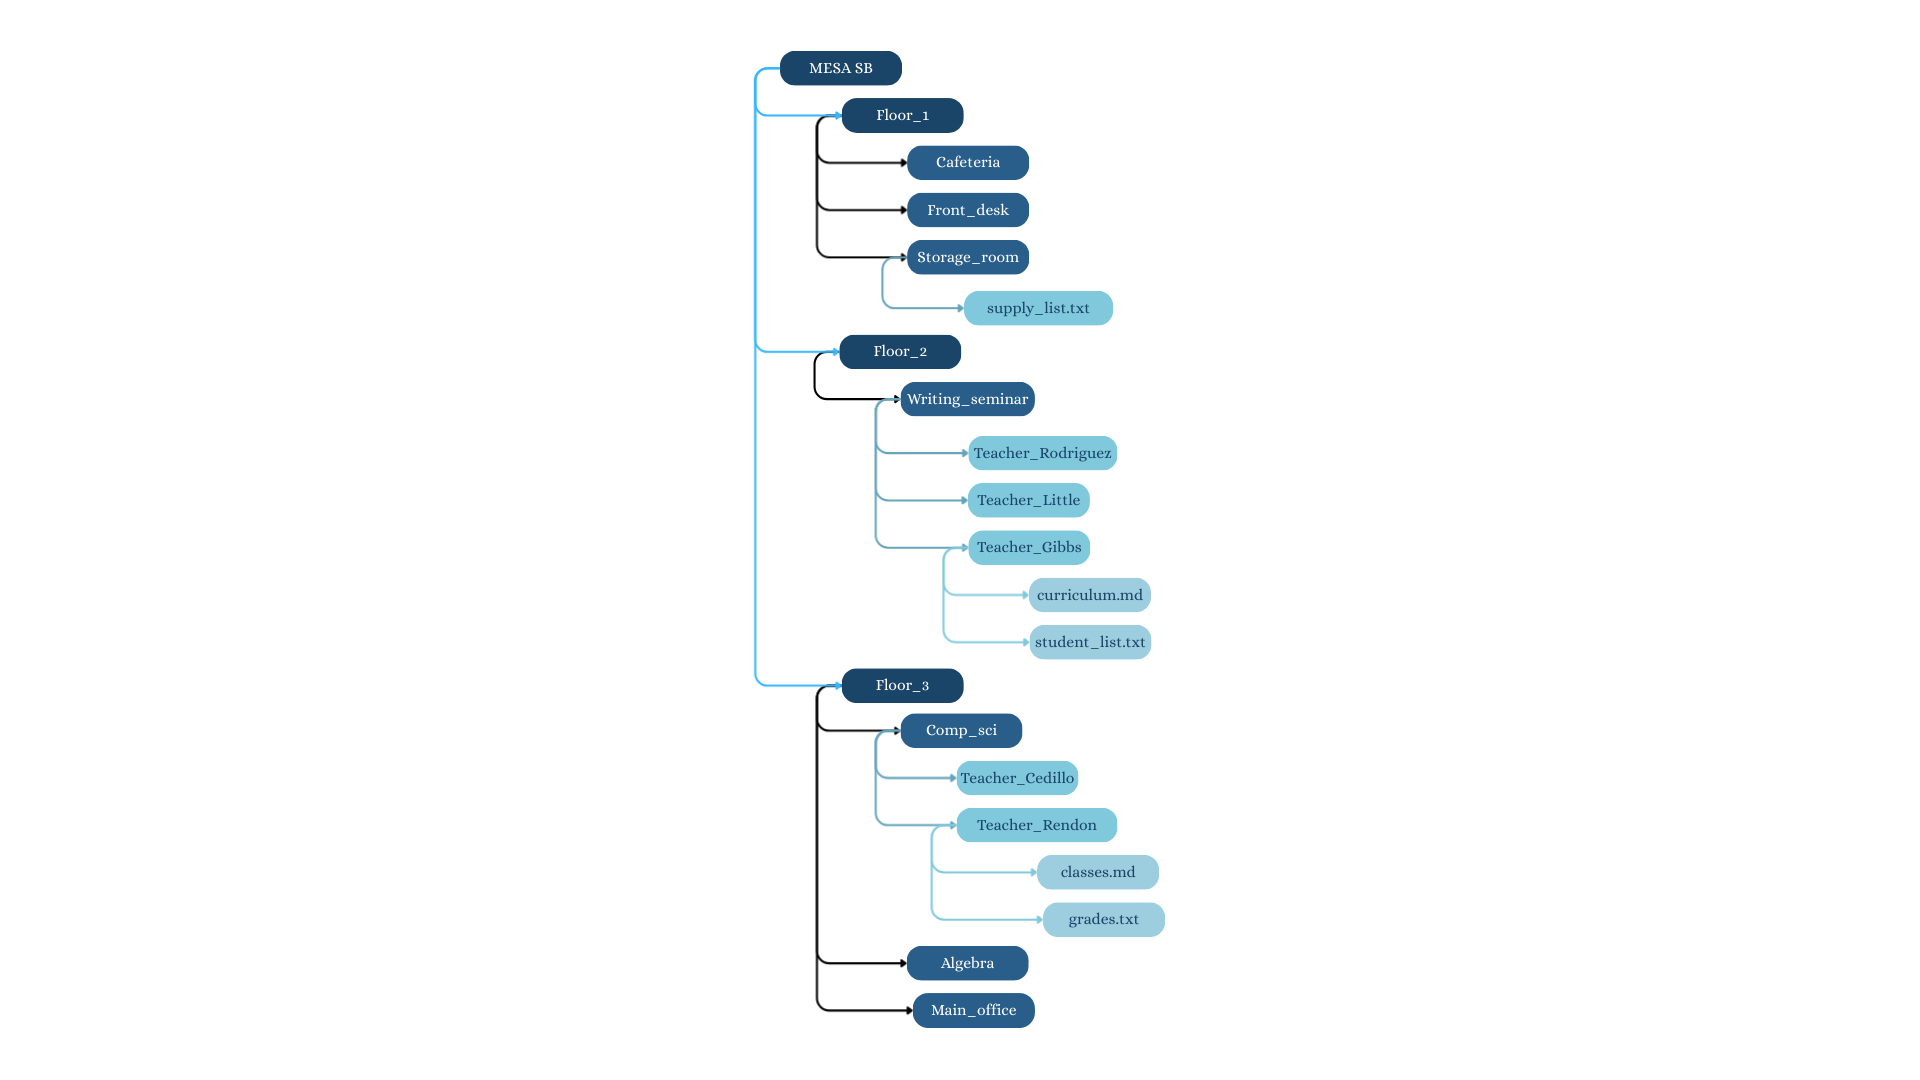 MESA SB
Floor_1
Cafeteria
Front_desk
Storage_room
supply_list.txt
Floor_2
Writing_seminar
Teacher_Rodriguez
Teacher_Little
Teacher_Gibbs
curriculum.md
student_list.txt
Floor_3
Comp_sci
Teacher_Cedillo
Teacher_Rendon
classes.md
grades.txt
Algebra
Main_office